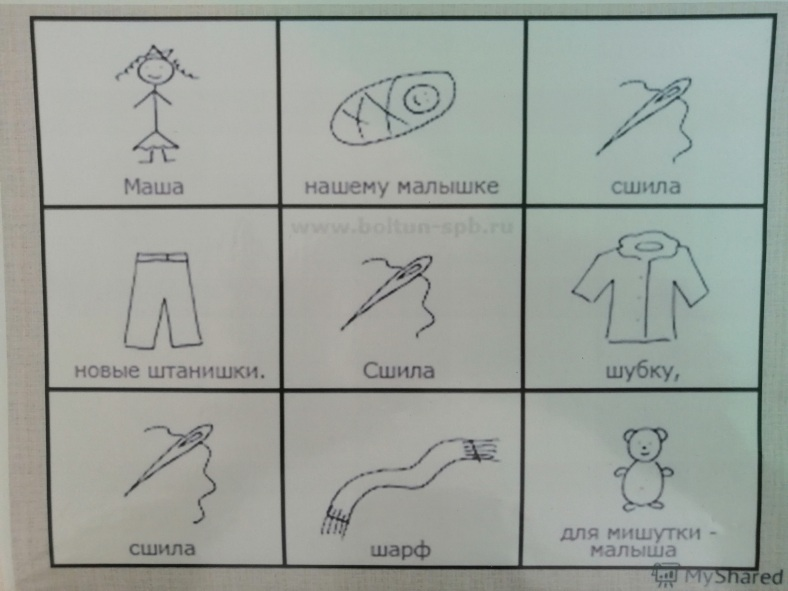 Маша
нашему малышке
сшила
www.boltun-spb.ru
новые штанишки.
Сшила
шубку,
сшила
шарф
для мишутки -
малыша
MyShared